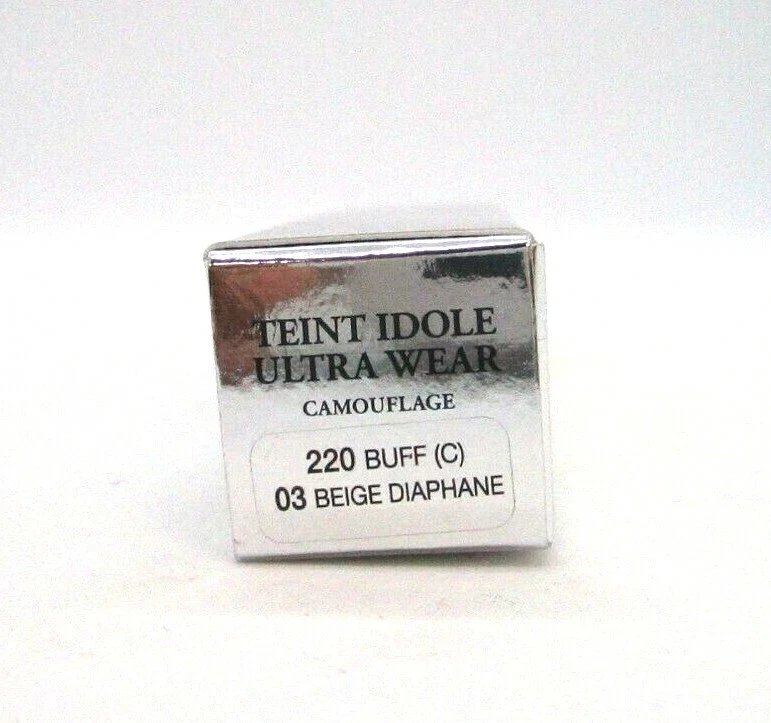 TEINT IDOLE
ULTRA WEAR
CAMOUFLAGE
220 BUFF (C)
03 BEIGE DIAPHANE